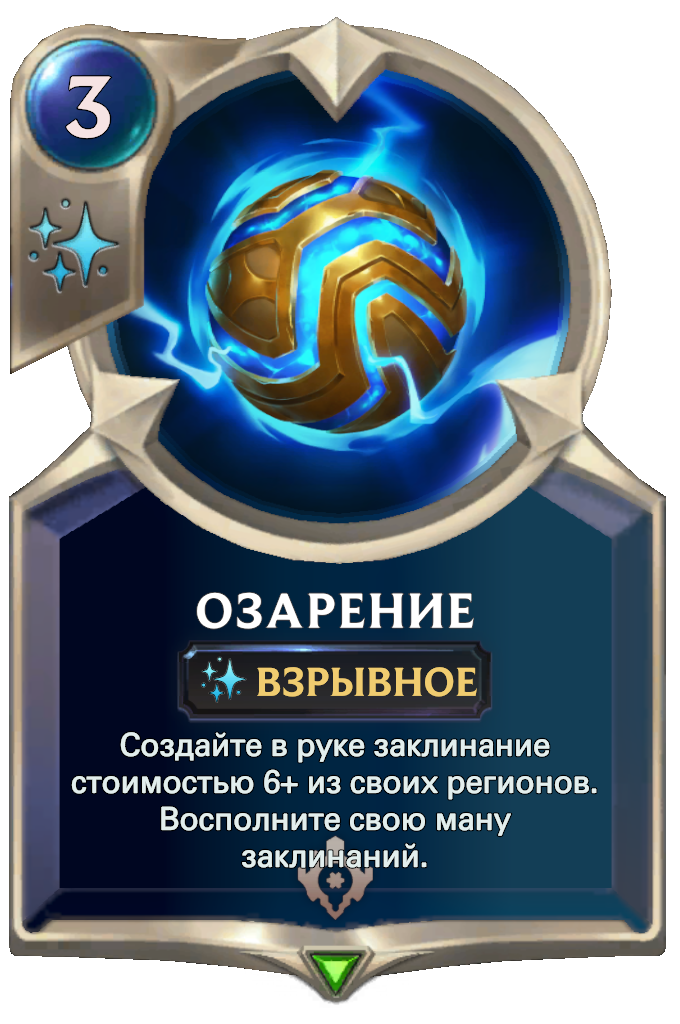 3
ОЗАРЕНИЕ
ВЗРЫВНОЕ
Создайте в руке заклинание
стоимостью 6+ из своих регионов.
Восполните свою ману
заклинаний.